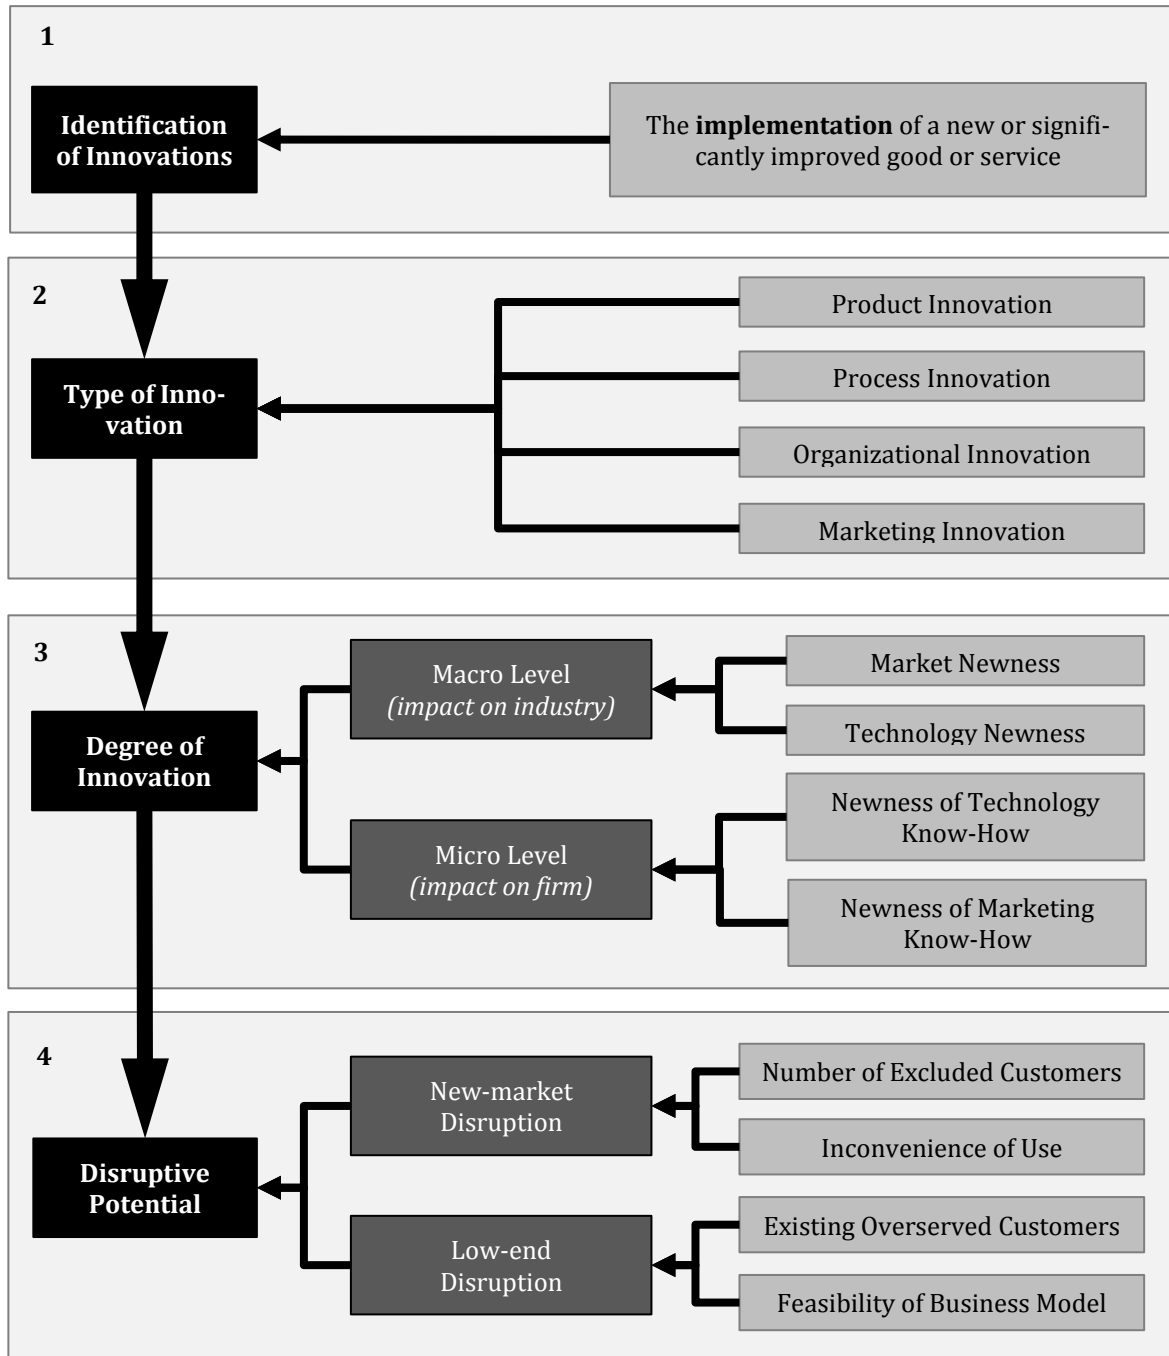 1
Identification
of Innovations
The implementation of a new or signifi-
cantly improved good or service
2
Type of Inno-
vation
Product Innovation
Process Innovation
Organizational Innovation
Marketing Innovation
3
Degree of
Innovation
Macro Level
(impact on industry)
Market Newness
Technology Newness
Micro Level
(impact on firm)
Newness of Technology
Know-How
Newness of Marketing
Know-How
4
Disruptive
Potential
New-market
Disruption
Number of Excluded Customers
Inconvenience of Use
Low-end
Disruption
Existing Overserved Customers
Feasibility of Business Model